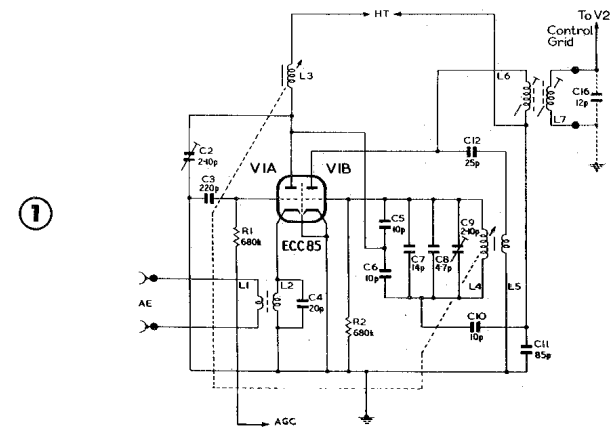 To V2
HT
Control
Grid
L3
L6
L7
C16
12p
C2
2-10p
C12
25p
V1A
V1B
C3
220p
1
ECC85
R1
680k
C5
10p
C9
2-10p
C6
10p
C7
14p
C8
4·7p
L4
L5
L1
L2
C4
20p
AE
R2
680k
C10
10p
C11
85p
AGC